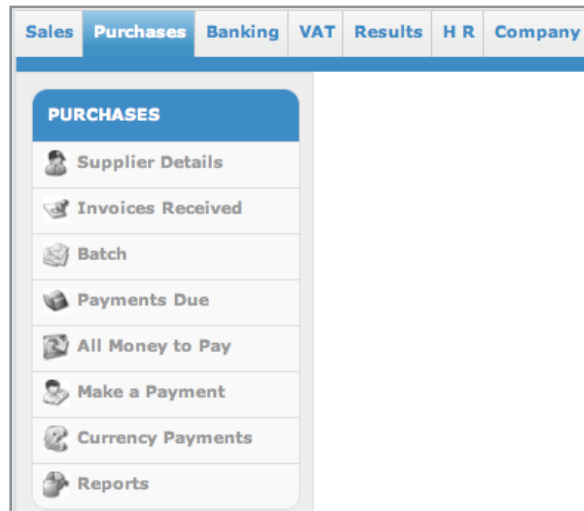 Sales Purchases Banking VAT Results H R Company
PURCHASES
Supplier Details
Invoices Received
Batch
Payments Due
All Money to Pay
Make a Payment
Currency Payments
Reports